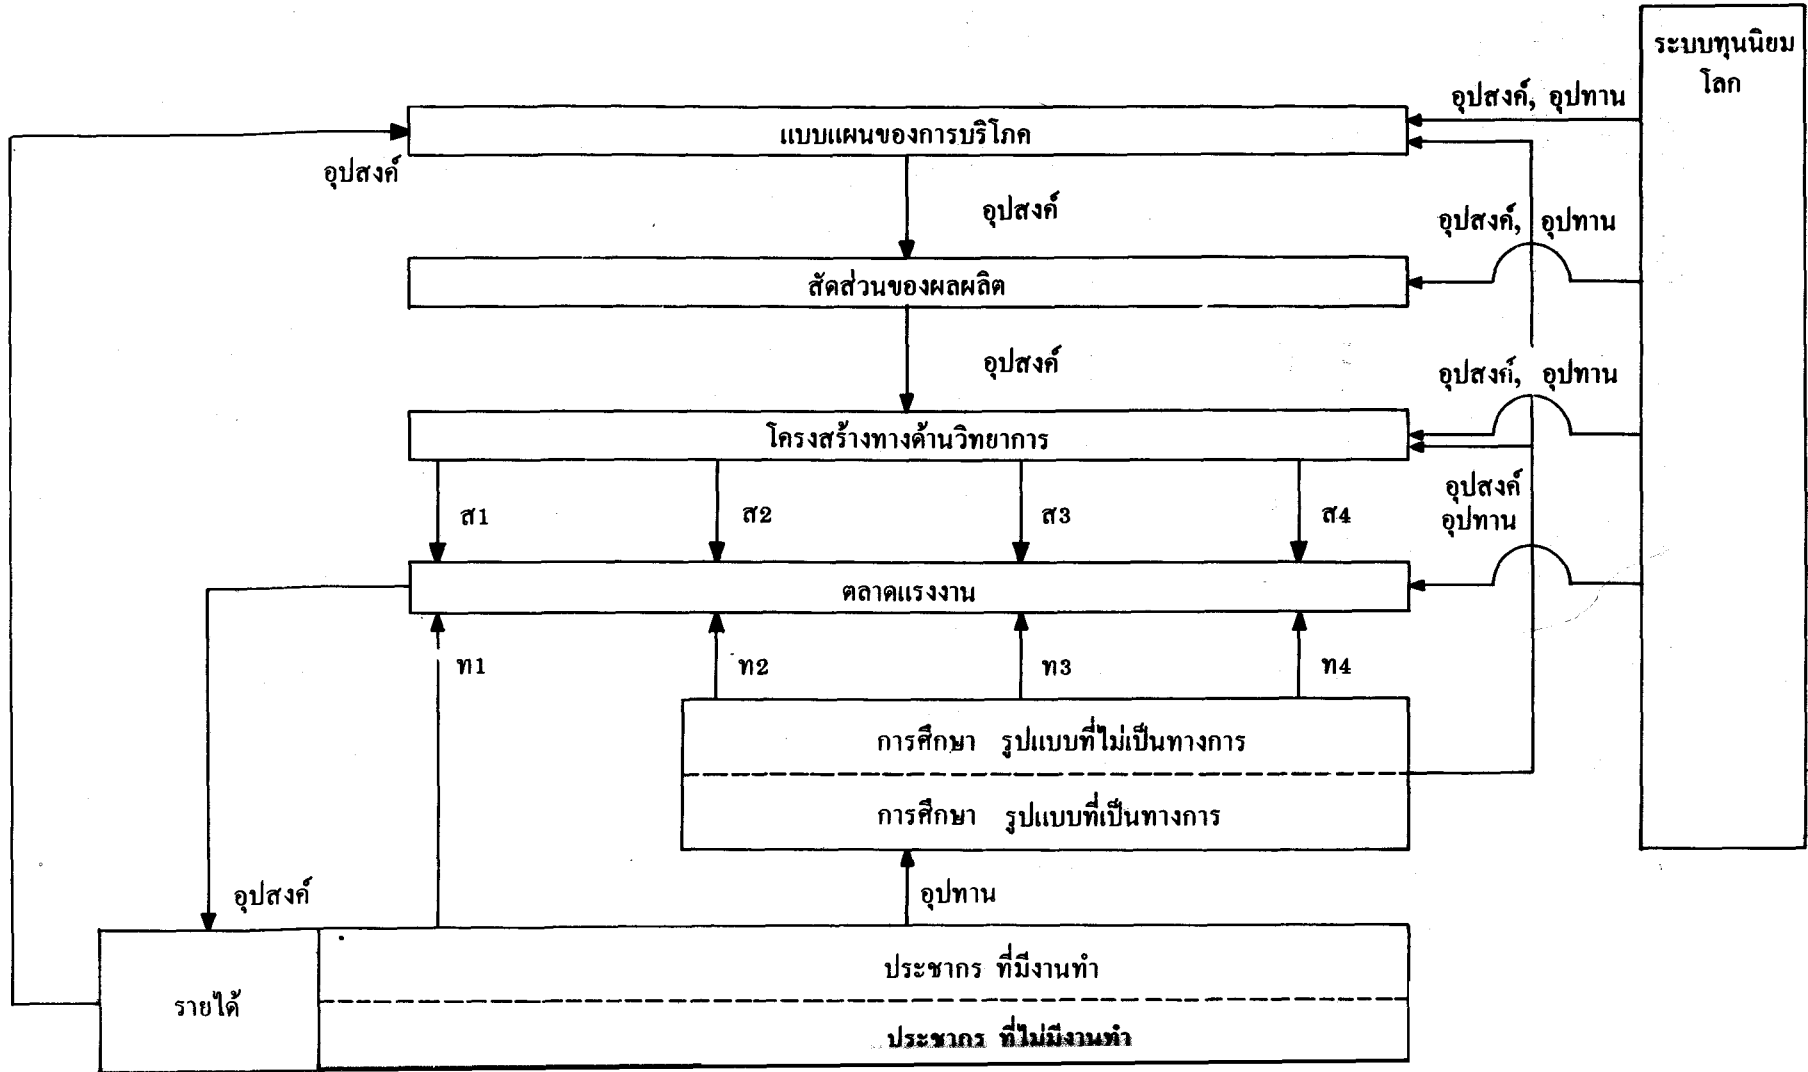 ระบบทุนนิยม
โลก
อุปสงค์, อุปทาน
แบบแผนของการบริโภค
อุปสงค์
อุปสงค์
อุปสงค์, อุปทาน
สัดส่วนของผลผลิต
อุปสงค์
อุปสงค์, อุปทาน
โครงสร้างทางด้านวิทยาการ
อุปสงค์
อุปทาน
ส1 ส2 ส3 ส4
ตลาดแรงงาน
ท1 ท2 ท3 ท4
การศึกษา รูปแบบที่ไม่เป็นทางการ
การศึกษา รูปแบบที่เป็นทางการ
อุปสงค์
อุปทาน
ประชากร ที่มีงานทำ
รายได้
ประชากร ที่ไม่มีงานทำ